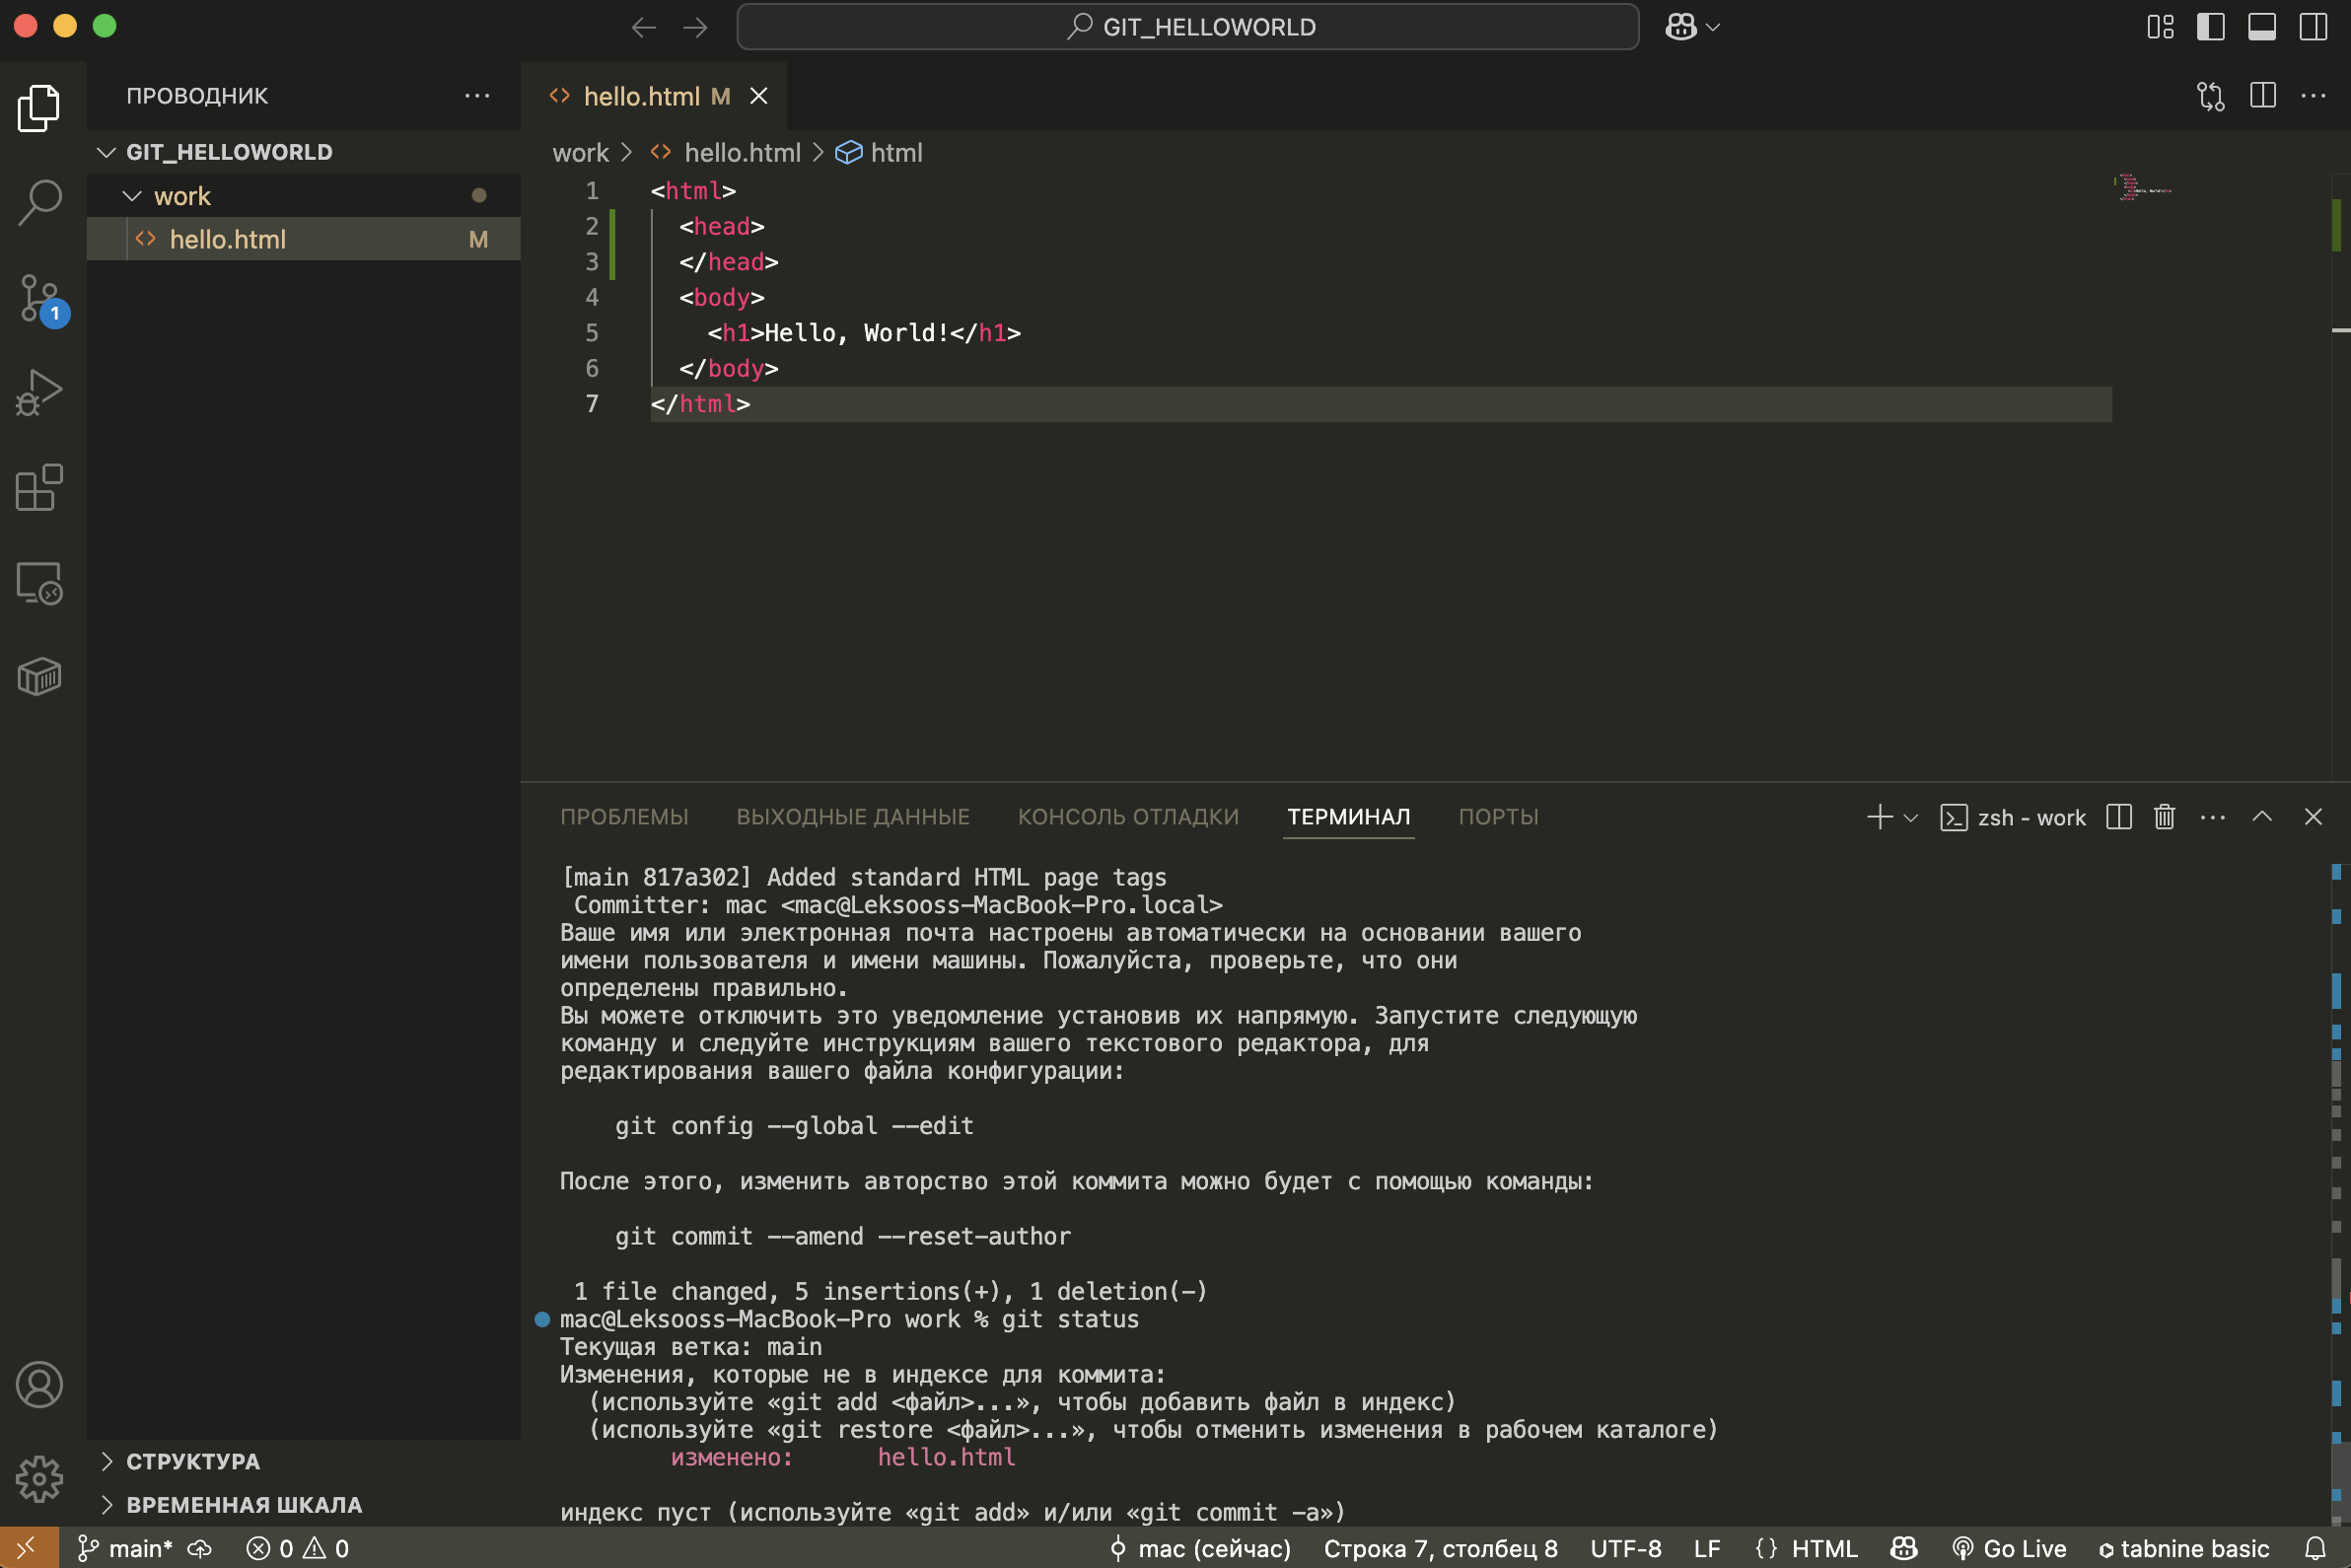 GIT_HELLOWORLD
ПРОВОДНИК
GIT_HELLOWORLD
work
hello.html M
1
hello.html M
work > hello.html > html
1 <html>
2 <head>
3 </head>
4 <body>
5 <h1>Hello, World!</h1>
6 </body>
7 </html>
ПРОБЛЕМЫ ВЫХОДНЫЕ ДАННЫЕ КОНСОЛЬ ОТЛАДКИ ТЕРМИНАЛ ПОРТЫ zsh - work
[main 817a302] Added standard HTML page tags
Committer: mac <mac@Leksooss-MacBook-Pro.local>
Ваше имя или электронная почта настроены автоматически на основании вашего
имени пользователя и имени машины. Пожалуйста, проверьте, что они
определены правильно.
Вы можете отключить это уведомление установив их напрямую. Запустите следующую
команду и следуйте инструкциям вашего текстового редактора, для
редактирования вашего файла конфигурации:
git config --global --edit
После этого, изменить авторство этой коммита можно будет с помощью команды:
git commit --amend --reset-author
1 file changed, 5 insertions(+), 1 deletion(-)
mac@Leksooss-MacBook-Pro work % git status
Текущая ветка: main
Изменения, которые не в индексе для коммита:
(используйте «git add <файл>...», чтобы добавить файл в индекс)
(используйте «git restore <файл>...», чтобы отменить изменения в рабочем каталоге)
изменено: hello.html
индекс пуст (используйте «git add» и/или «git commit -a»)
СТРУКТУРА
ВРЕМЕННАЯ ШКАЛА
main* 0 0 mac (сейчас) Строка 7, столбец 8 UTF-8 LF {} HTML Go Live tabnine basic